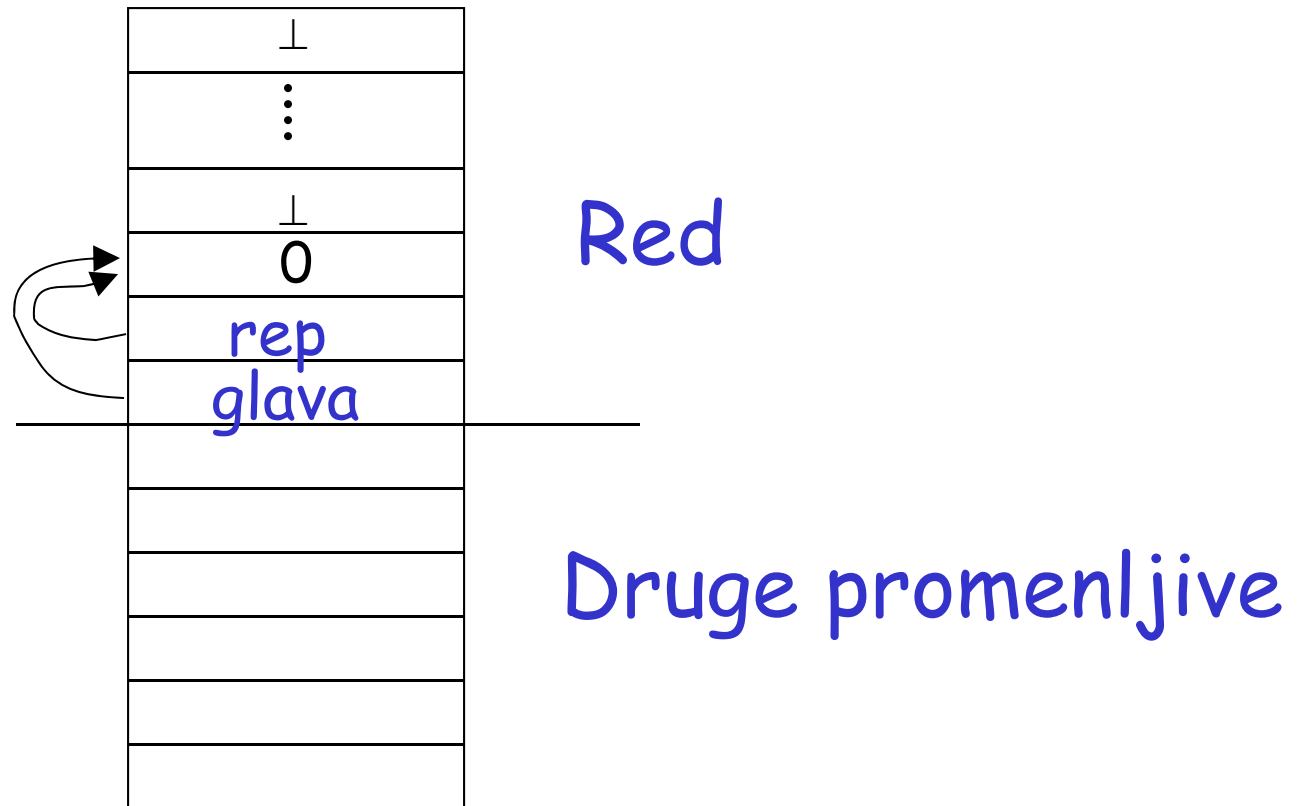 ⊥
⊥
Red
0
rep
glava
Druge promenljive